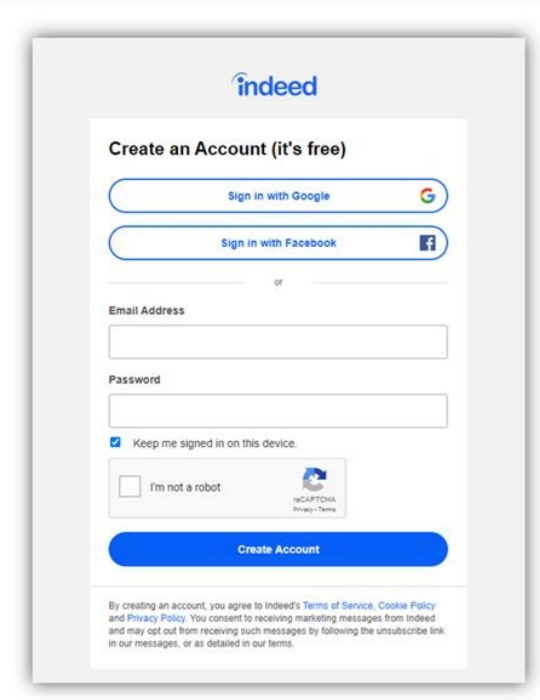 indeed
Create an Account (it's free)
Sign in with Google
Sign in with Facebook
or
Email Address
Password
Keep me signed in on this device.
I'm not a robot
reCAPTCHA
Privacy - Terms
Create Account
By creating an account, you agree to Indeed's Terms of Service, Cookie Policy
and Privacy Policy. You consent to receiving marketing messages from Indeed
and may opt out from receiving such messages by following the unsubscribe link
in our messages, or as detailed in our terms.